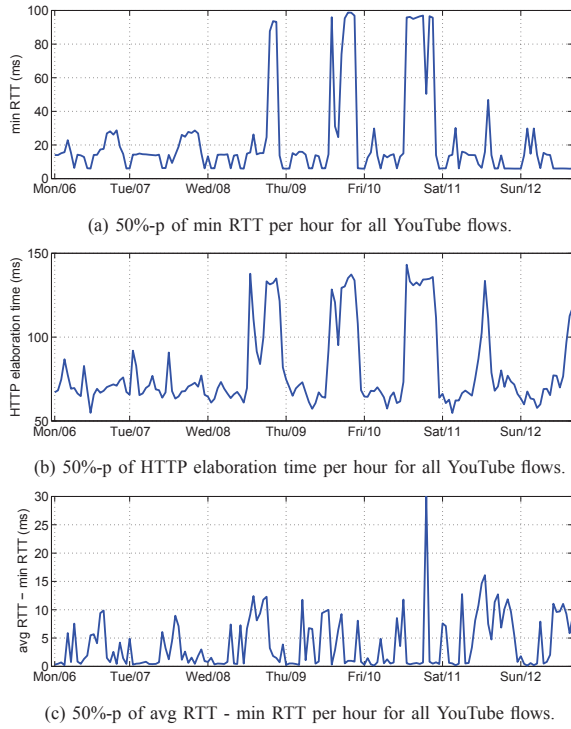 100
80
60
40
20
0
min RTT (ms)
Mon/06 Tue/07 Wed/08 Thu/09 Fri/10 Sat/11 Sun/12
(a) 50%-p of min RTT per hour for all YouTube flows.
150
100
50
HTTP elaboration time (ms)
Mon/06 Tue/07 Wed/08 Thu/09 Fri/10 Sat/11 Sun/12
(b) 50%-p of HTTP elaboration time per hour for all YouTube flows.
30
25
20
15
10
5
0
avg RTT − min RTT (ms)
Mon/06 Tue/07 Wed/08 Thu/09 Fri/10 Sat/11 Sun/12
(c) 50%-p of avg RTT - min RTT per hour for all YouTube flows.